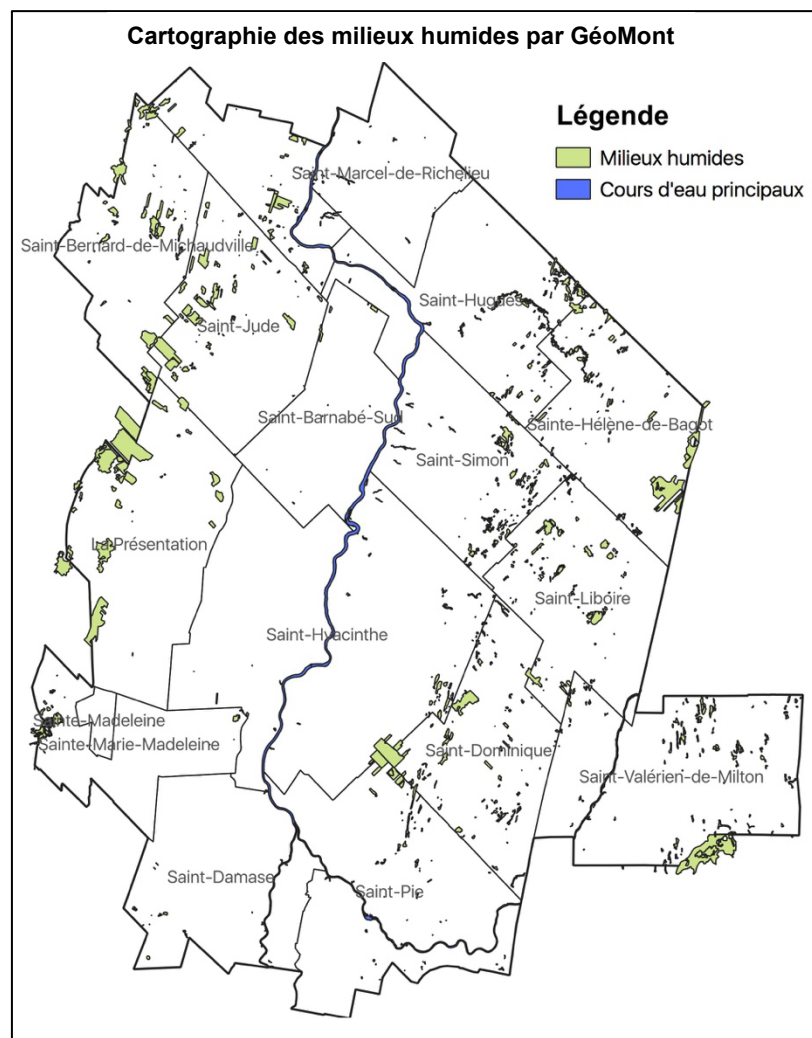 Cartographie des milieux humides par GéoMont
Légende
Milieux humides
Cours d'eau principaux
Saint-Marcel-de-Richelieu
Saint-Bernard-de-Michaudville
Saint-Hugues
Saint-Jude
Saint-Barnabé-Sud
Sainte-Hélène-de-Bagot
Saint-Simon
La Présentation
Saint-Liboire
Saint-Hyacinthe
Sainte-Madeleine
Sainte-Marie-Madeleine
Saint-Dominique
Saint-Valérien-de-Milton
Saint-Damase
Saint-Pie